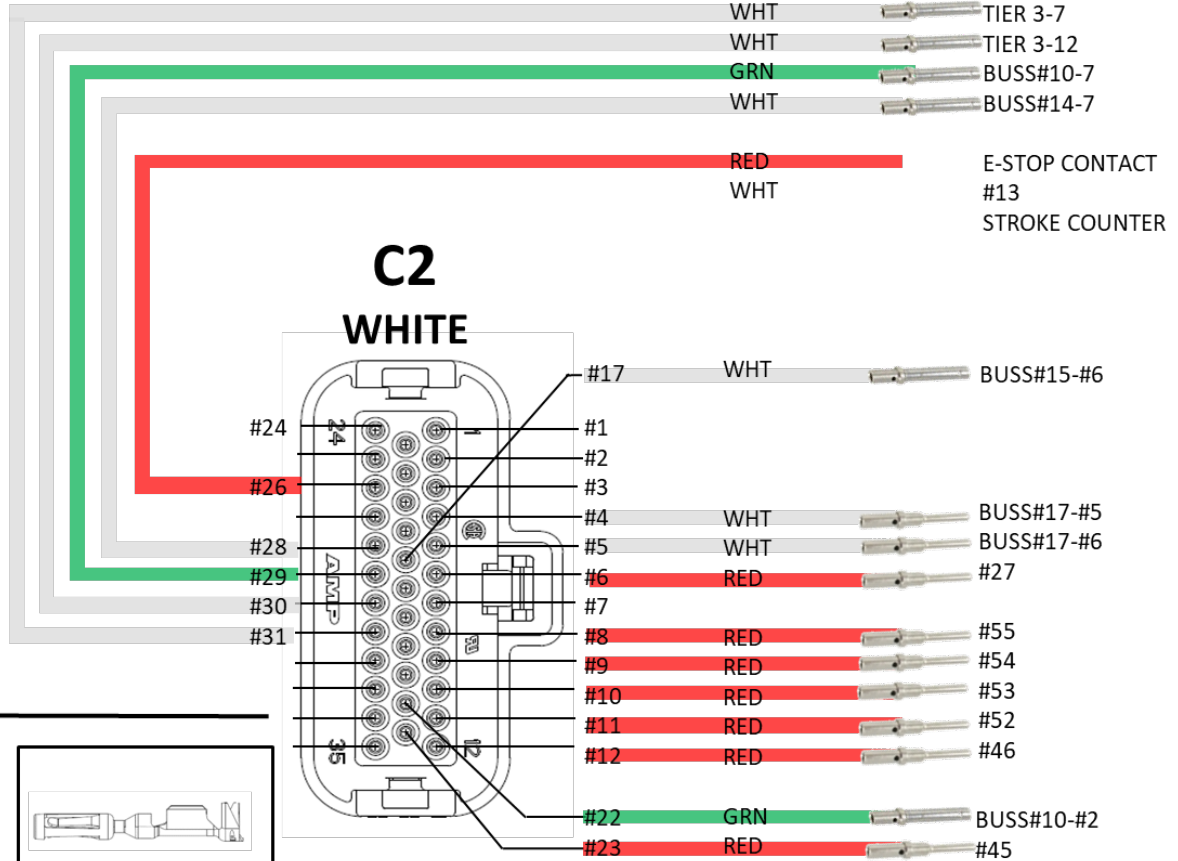 WHT TIER 3-7
WHT TIER 3-12
GRN BUSS#10-7
WHT BUSS#14-7
RED E-STOP CONTACT
WHT #13
STROKE COUNTER
C2
WHITE
#17 WHT BUSS#15-#6
#24 24 1 #1
#2
#26 #3
#4 WHT BUSS#17-#5
#28 #5 WHT BUSS#17-#6
#29 AMP #6 RED #27
#30 #7
#31 #8 RED #55
#9 RED #54
#10 RED #53
#11 RED #52
35 12 #12 RED #46
#22 GRN BUSS#10-#2
#23 RED #45